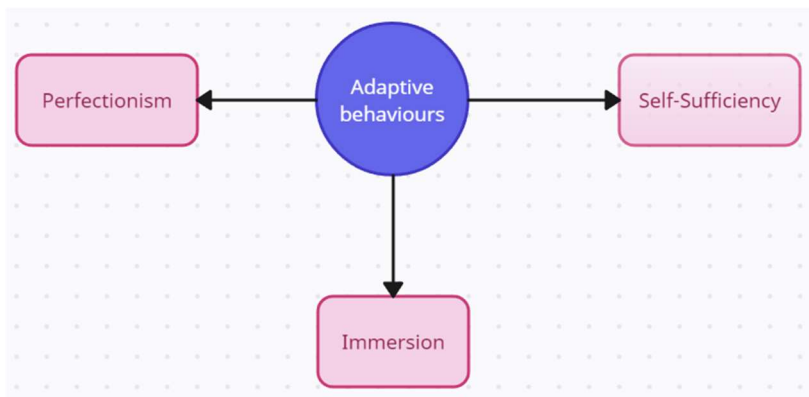 Adaptive
behaviours
Perfectionism
Self-Sufficiency
Immersion